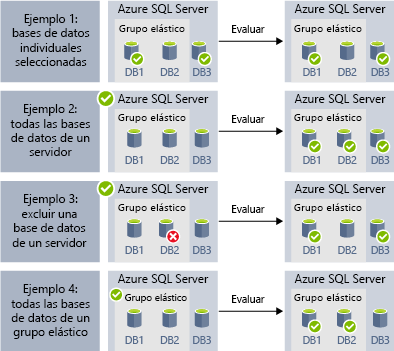 Ejemplo 1:
bases de datos
individuales
seleccionadas
Azure SQL Server
Grupo elástico
DB1 DB2 DB3
Evaluar
Azure SQL Server
Grupo elástico
DB1 DB2 DB3
Ejemplo 2:
todas las bases
de datos de un
servidor
Azure SQL Server
Grupo elástico
DB1 DB2 DB3
Evaluar
Azure SQL Server
Grupo elástico
DB1 DB2 DB3
Ejemplo 3:
excluir una
base de datos
de un servidor
Azure SQL Server
Grupo elástico
DB1 DB2 DB3
Evaluar
Azure SQL Server
Grupo elástico
DB1 DB2 DB3
Ejemplo 4:
todas las bases
de datos de un
grupo elástico
Azure SQL Server
Grupo elástico
DB1 DB2 DB3
Evaluar
Azure SQL Server
Grupo elástico
DB1 DB2 DB3